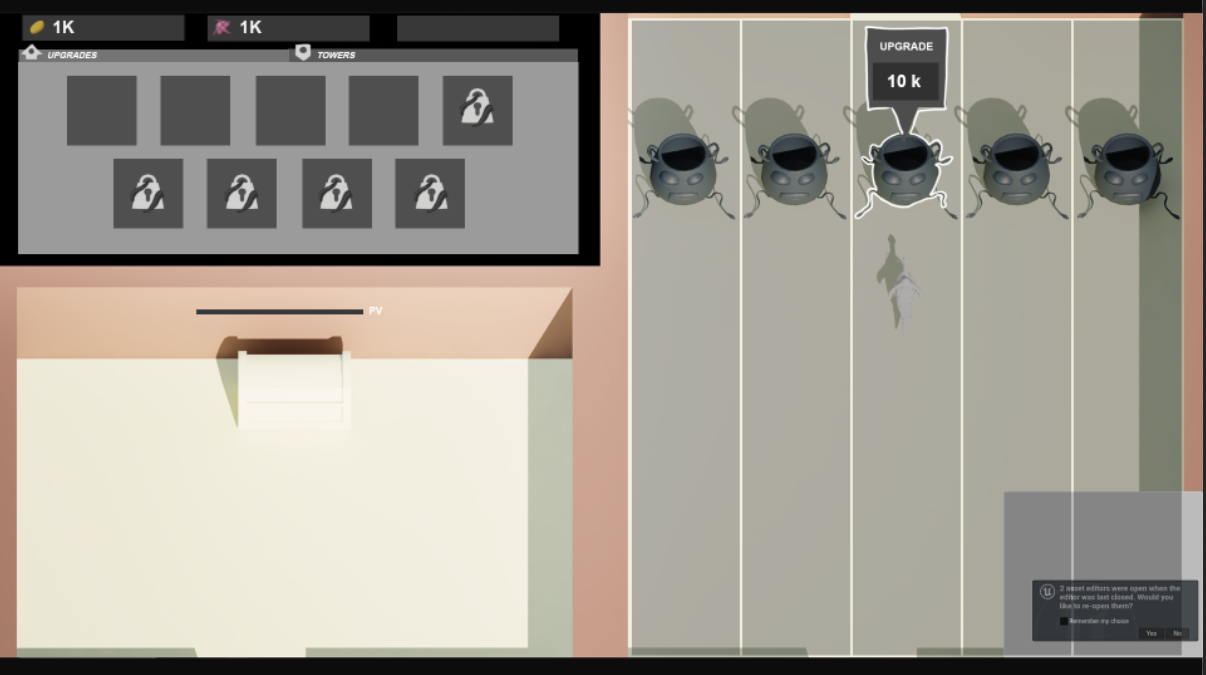 1K
1K
UPGRADES
TOWERS
PV
UPGRADE
10 k
2 asset editors were open when the
editor was last closed. Would you
like to re-open them?
Remember my choice
Yes
No